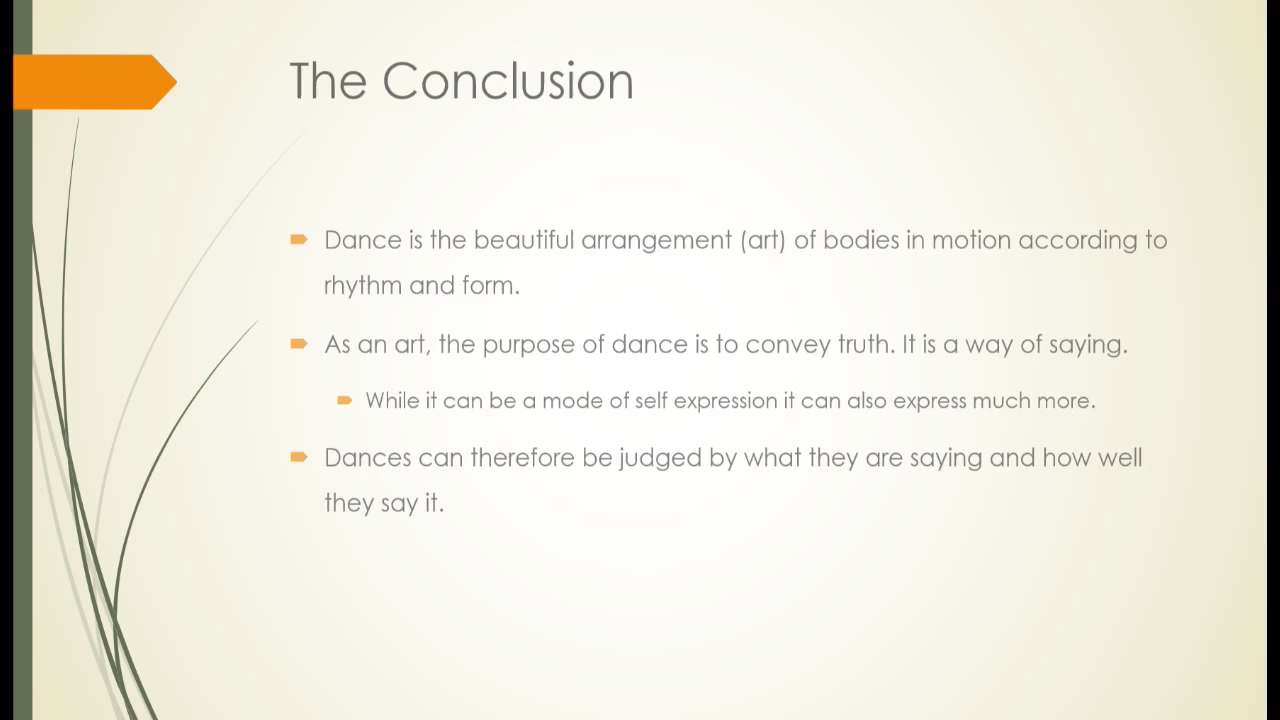 The Conclusion
Dance is the beautiful arrangement (art) of bodies in motion according to
rhythm and form.
As an art, the purpose of dance is to convey truth. It is a way of saying.
While it can be a mode of self expression it can also express much more.
Dances can therefore be judged by what they are saying and how well
they say it.